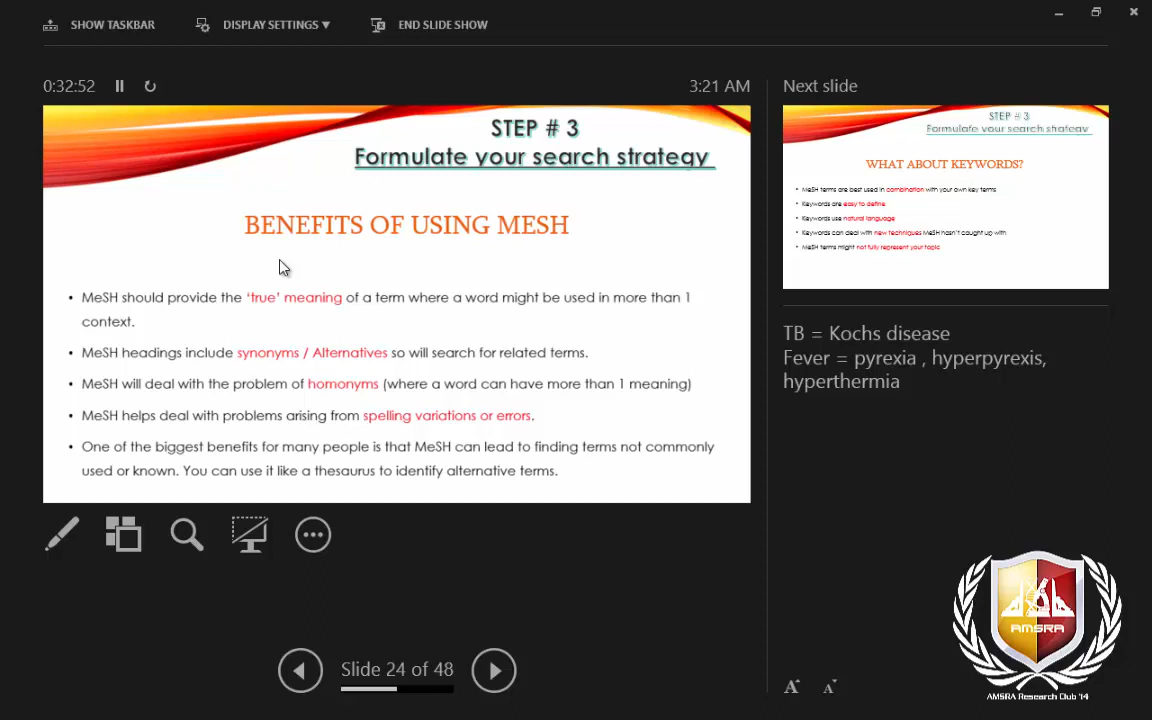 SHOW TASKBAR
DISPLAY SETTINGS ▼
END SLIDE SHOW
0:32:52
3:21 AM
STEP # 3
Formulate your search strategy
BENEFITS OF USING MESH
• MeSH should provide the ‘true’ meaning of a term where a word might be used in more than 1
context.
• MeSH headings include synonyms / Alternatives so will search for related terms.
• MeSH will deal with the problem of homonyms (where a word can have more than 1 meaning)
• MeSH helps deal with problems arising from spelling variations or errors.
• One of the biggest benefits for many people is that MeSH can lead to finding terms not commonly
used or known. You can use it like a thesaurus to identify alternative terms.
Slide 24 of 48
Next slide
STEP # 3
Formulate your search strategy
WHAT ABOUT KEYWORDS?
• MeSH terms are best used in combination with your own key terms
• Keywords are easy to define
• Keywords use natural language
• Keywords can deal with new techniques MeSH hasn't caught up with
• MeSH terms might not fully represent your topic
TB = Kochs disease
Fever = pyrexia , hyperpyrexis,
hyperthermia
A A
AMSRA
AMSRA Research Club '14